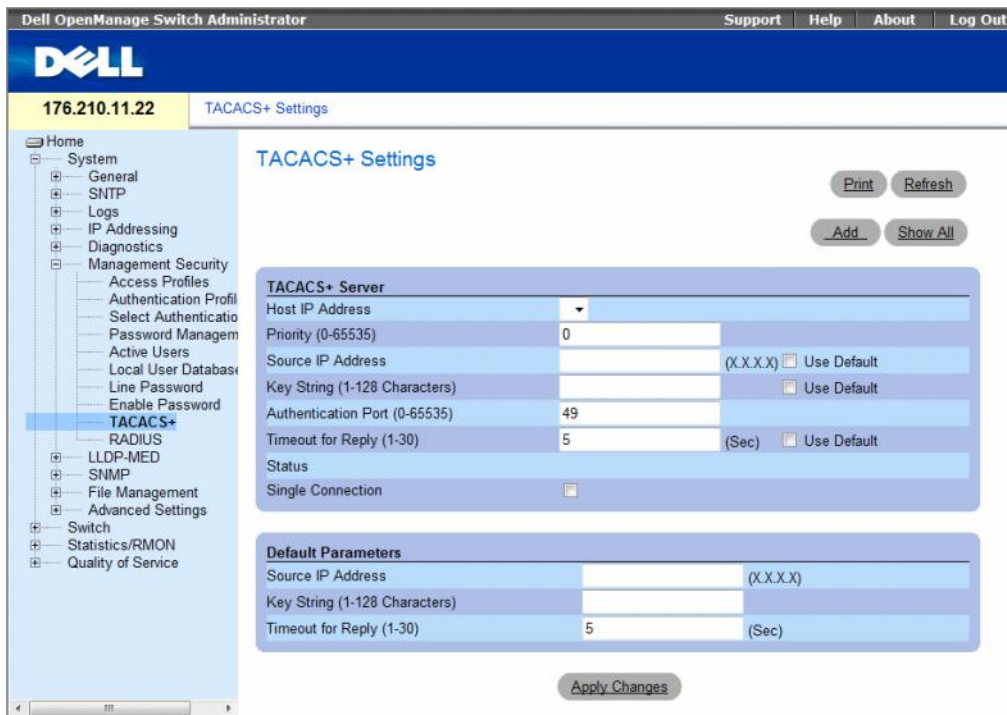 Dell OpenManage Switch Administrator Support Help About Log Out
DELL
176.210.11.22 TACACS+ Settings
Home
System
General
SNTP
Logs
IP Addressing
Diagnostics
Management Security
Access Profiles
Authentication Profil
Select Authenticatio
Password Managem
Active Users
Local User Database
Line Password
Enable Password
TACACS+
RADIUS
LLDP-MED
SNMP
File Management
Advanced Settings
Switch
Statistics/RMON
Quality of Service
TACACS+ Settings
Print Refresh
Add Show All
TACACS+ Server
Host IP Address
Priority (0-65535) 0
Source IP Address (X.X.X.X) Use Default
Key String (1-128 Characters) Use Default
Authentication Port (0-65535) 49
Timeout for Reply (1-30) 5 (Sec) Use Default
Status
Single Connection
Default Parameters
Source IP Address (X.X.X.X)
Key String (1-128 Characters)
Timeout for Reply (1-30) 5 (Sec)
Apply Changes